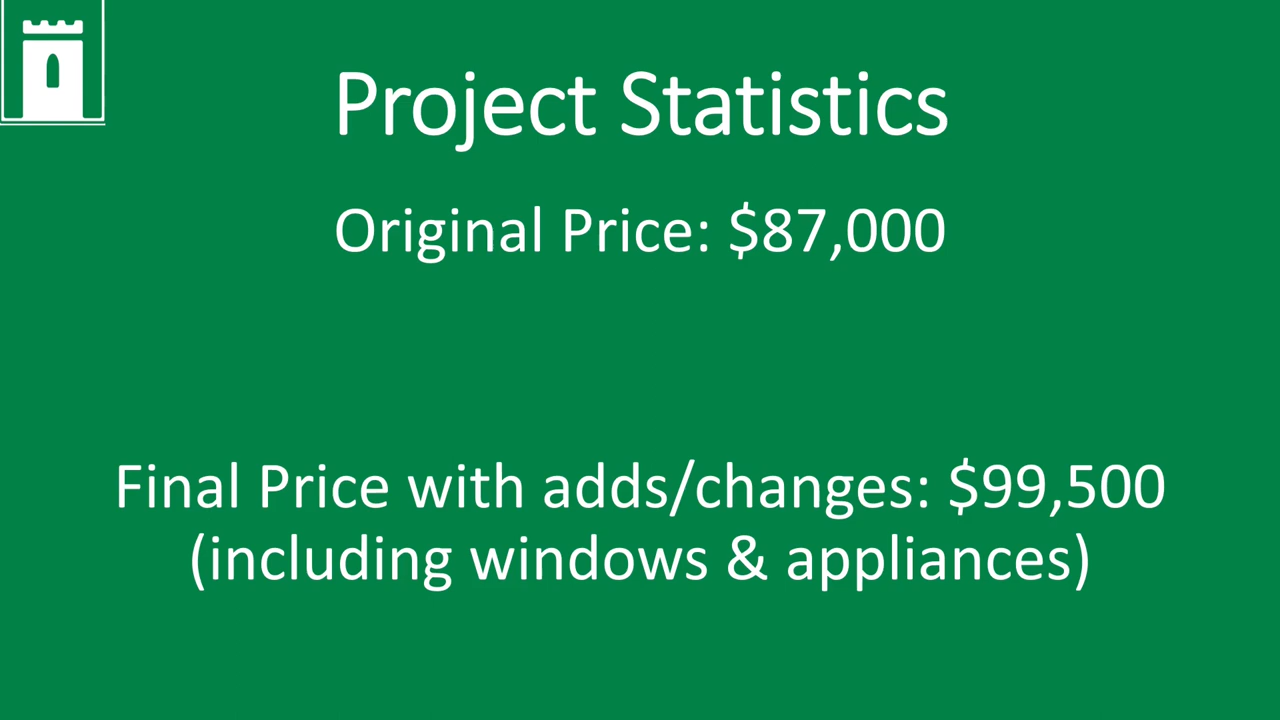 Project Statistics
Original Price: $87,000
Final Price with adds/changes: $99,500
(including windows & appliances)